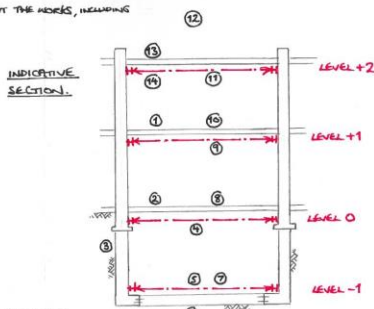 T THE WORKS, INCLUDING
12
INDICATIVE
SECTION.
13
14 11
LEVEL +2
1 10
9
LEVEL +1
2 8
4
LEVEL 0
3
5 7
LEVEL -1